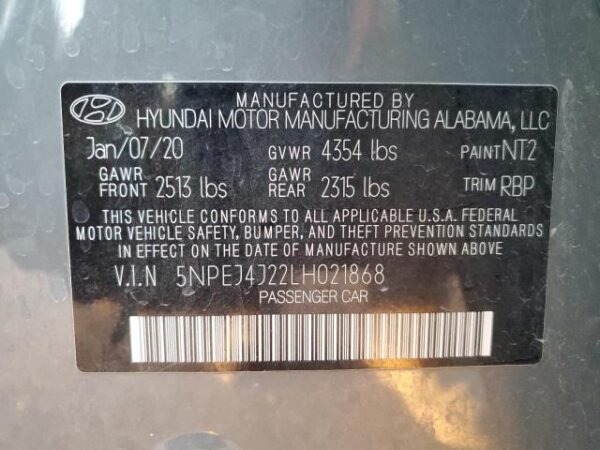 MANUFACTURED BY
HYUNDAI MOTOR MANUFACTURING ALABAMA, LLC
Jan/07/20 GVWR 4354 lbs PAINT NT2
GAWR FRONT 2513 lbs GAWR REAR 2315 lbs TRIM RBP
THIS VEHICLE CONFORMS TO ALL APPLICABLE U.S.A. FEDERAL
MOTOR VEHICLE SAFETY, BUMPER, AND THEFT PREVENTION STANDARDS
IN EFFECT ON THE DATE OF MANUFACTURE SHOWN ABOVE
V.I.N 5NPEJ4J22LH021868
PASSENGER CAR